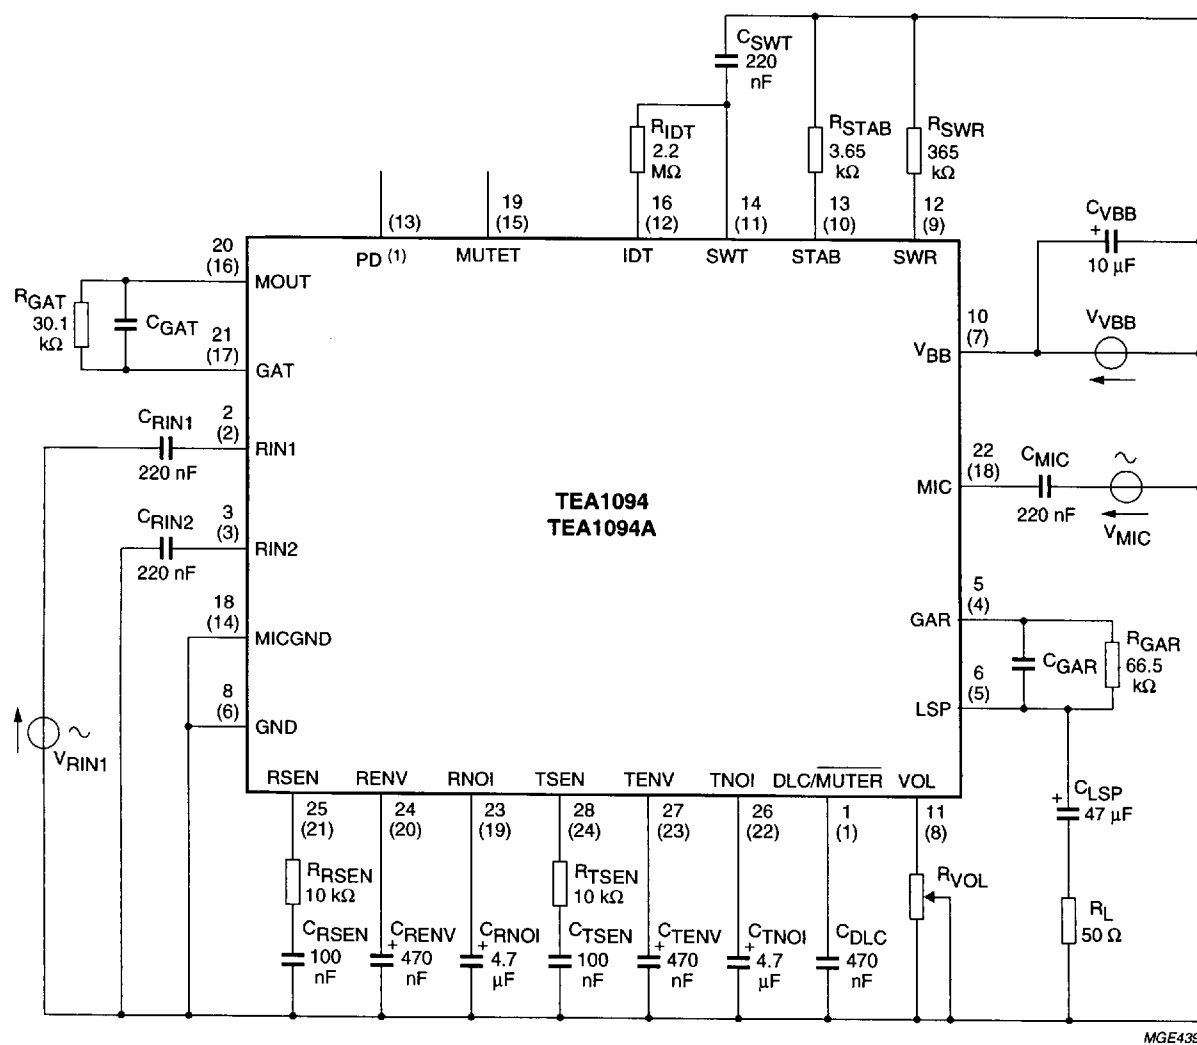 CSWT
220
nF
RIDT
2.2
MΩ
RSTAB
3.65
kΩ
RSWR
365
kΩ
(13)
19
(15)
16
(12)
14
(11)
13
(10)
12
(9)
PD (1)
MUTET
IDT
SWT
STAB
SWR
CVBB
+
10 µF
20
(16)
MOUT
RGAT
30.1
kΩ
CGAT
21
(17)
GAT
10
(7)
VBB
VVBB
CRIN1
220 nF
2
(2)
RIN1
22
(18)
MIC
CMIC
220 nF
~
VMIC
TEA1094
TEA1094A
CRIN2
220 nF
3
(3)
RIN2
18
(14)
MICGND
5
(4)
GAR
CGAR
RGAR
66.5
kΩ
8
(6)
GND
6
(5)
LSP
~
VRIN1
RSEN
RENV
RNOI
TSEN
TENV
TNOI
DLC/MUTER
VOL
25
(21)
24
(20)
23
(19)
28
(24)
27
(23)
26
(22)
1
(1)
11
(8)
+
CLSP
47 µF
RRSEN
10 kΩ
RTSEN
10 kΩ
RVOL
RL
50 Ω
CRSEN
100
nF
+
CRENV
470
nF
+
CRNOI
4.7
µF
CTSEN
100
nF
+
CTENV
470
nF
+
CTNOI
4.7
µF
CDLC
470
nF
MGE439